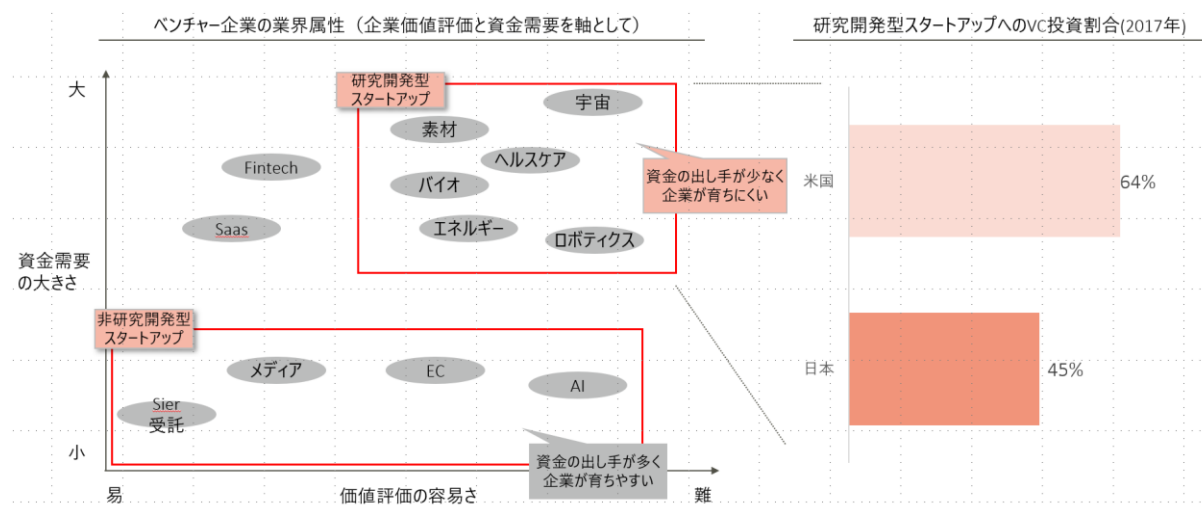 ベンチャー企業の業界属性（企業価値評価と資金需要を軸として）
研究開発型スタートアップへのVC投資割合(2017年)
大
研究開発型
スタートアップ
宇宙
素材
Fintech
ヘルスケア
バイオ
資金の出し手が少なく
企業が育ちにくい
Saas
エネルギー
ロボティクス
資金需要
の大きさ
非研究開発型
スタートアップ
メディア
EC
AI
Sier
受託
資金の出し手が多く
企業が育ちやすい
小
易
価値評価の容易さ
難
米国
64%
日本
45%